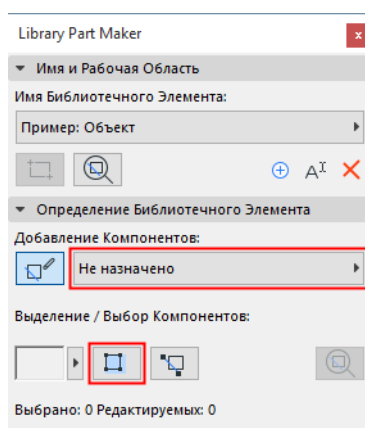 Library Part Maker
x
Имя и Рабочая Область
Имя Библиотечного Элемента:
Пример: Объект
A
Определение Библиотечного Элемента
Добавление Компонентов:
Не назначено
Выделение / Выбор Компонентов:
Выбрано: 0 Редактируемых: 0